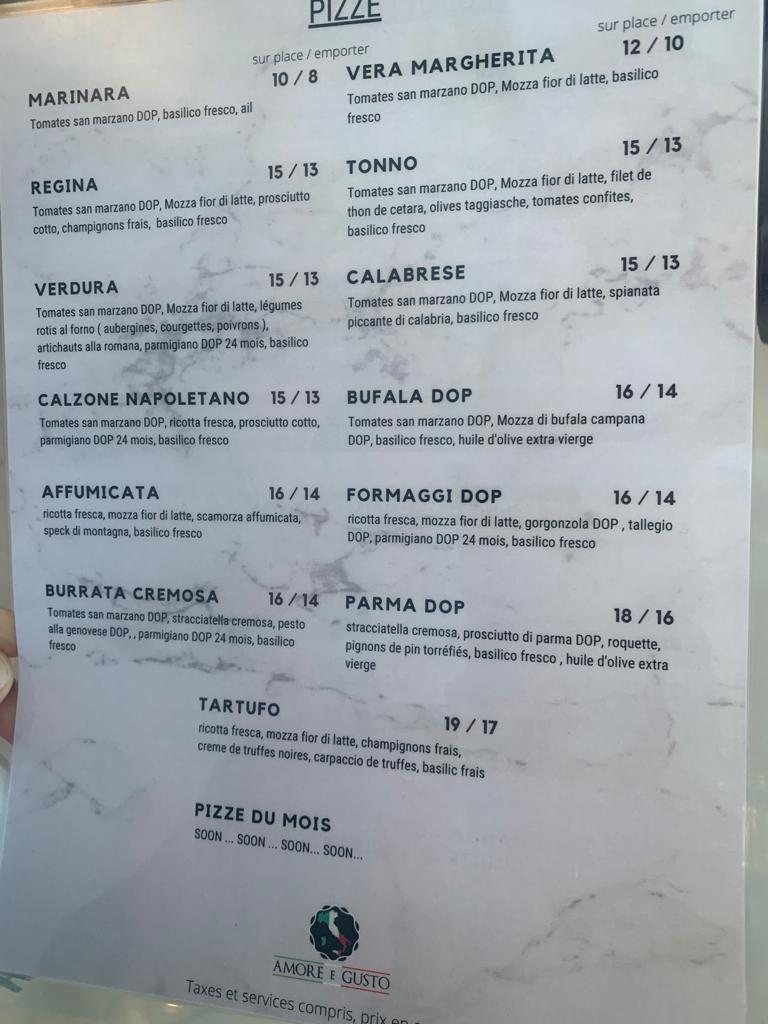 PIZZE
sur place / emporter
MARINARA 10 / 8
Tomates san marzano DOP, basilico fresco, ail
REGINA 15 / 13
Tomates san marzano DOP, Mozza fior di latte, prosciutto
cotto, champignons frais, basilico fresco
VERDURA 15 / 13
Tomates san marzano DOP, Mozza fior di latte, légumes
rotis al forno ( aubergines, courgettes, poivrons ),
artichauts alla romana, parmigiano DOP 24 mois, basilico
fresco
CALZONE NAPOLETANO 15 / 13
Tomates san marzano DOP, ricotta fresca, prosciutto cotto,
parmigiano DOP 24 mois, basilico fresco
AFFUMICATA 16 / 14
ricotta fresca, mozza fior di latte, scamorza affumicata,
speck di montagna, basilico fresco
BURRATA CREMOSA 16 / 14
Tomates san marzano DOP, stracciatella cremosa, pesto
alla genovese DOP, , parmigiano DOP 24 mois, basilico
fresco
sur place / emporter
VERA MARGHERITA 12 / 10
Tomates san marzano DOP, Mozza fior di latte, basilico
fresco
TONNO 15 / 13
Tomates san marzano DOP, Mozza fior di latte, filet de
thon de cetara, olives taggiasche, tomates confites,
basilico fresco
CALABRESE 15 / 13
Tomates san marzano DOP, Mozza fior di latte, spianata
piccante di calabria, basilico fresco
BUFALA DOP 16 / 14
Tomates san marzano DOP, Mozza di bufala campana
DOP, basilico fresco, huile d'olive extra vierge
FORMAGGI DOP 16 / 14
ricotta fresca, mozza fior di latte, gorgonzola DOP , tallegio
DOP, parmigiano DOP 24 mois, basilico fresco
PARMA DOP 18 / 16
stracciatella cremosa, prosciutto di parma DOP, roquette,
pignons de pin torréfiés, basilico fresco , huile d'olive extra
vierge
TARTUFO 19 / 17
ricotta fresca, mozza fior di latte, champignons frais,
creme de truffes noires, carpaccio de truffes, basilic frais
PIZZE DU MOIS
SOON ... SOON ... SOON... SOON...
AMORE E GUSTO
Taxes et services compris, prix en